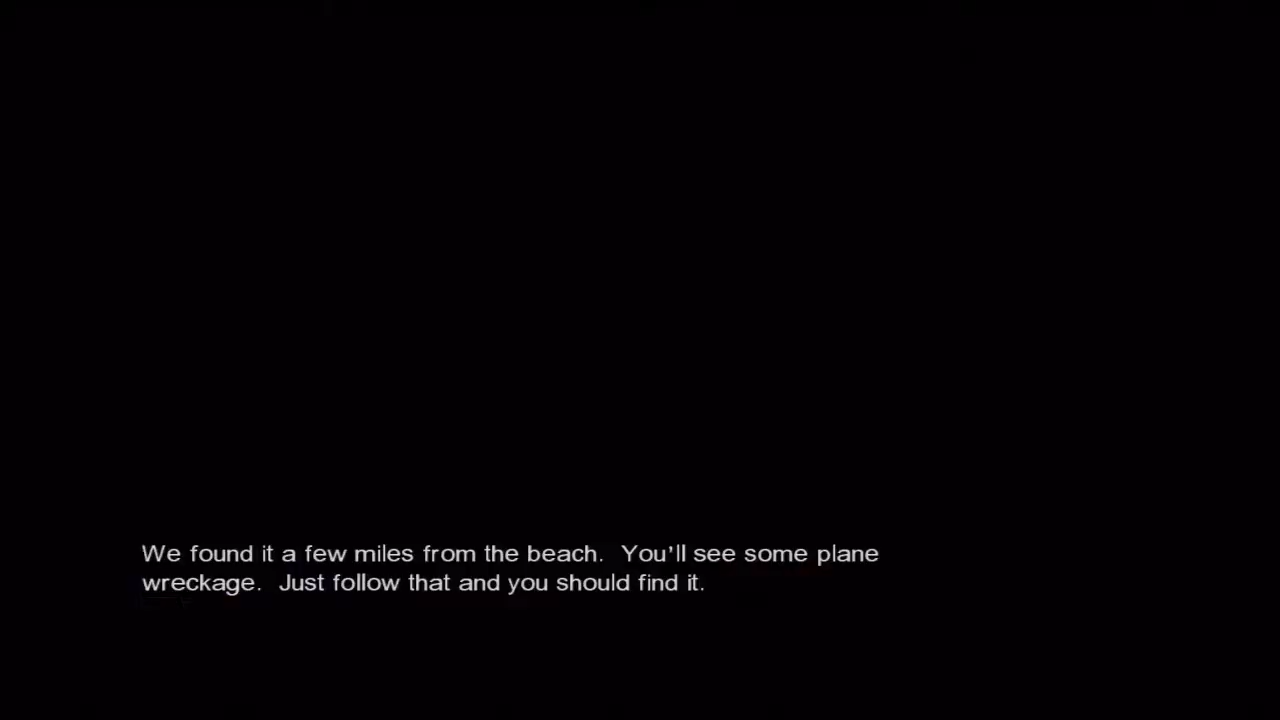 We found it a few miles from the beach.  You'll see some plane
wreckage.  Just follow that and you should find it.